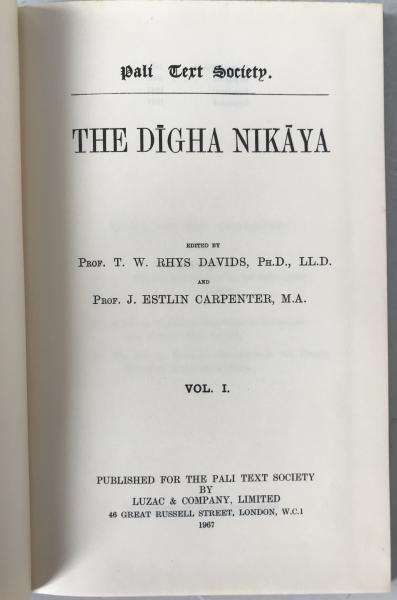 Pali Text Society.
THE DĪGHA NIKĀYA
EDITED BY
PROF. T. W. RHYS DAVIDS, PH.D., LL.D.
AND
PROF. J. ESTLIN CARPENTER, M.A.
VOL. I.
PUBLISHED FOR THE PALI TEXT SOCIETY
BY
LUZAC & COMPANY, LIMITED
46 GREAT RUSSELL STREET, LONDON, W.C.1
1967